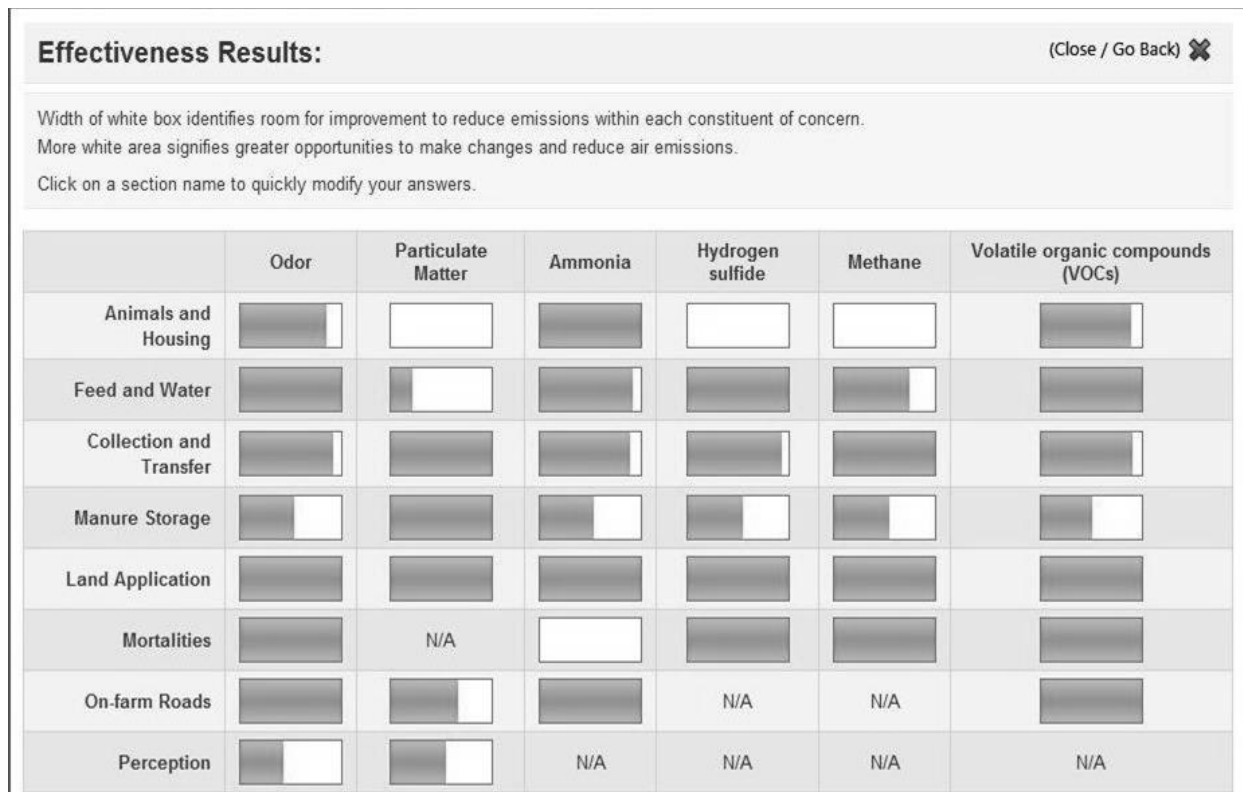 Effectiveness Results:
(Close / Go Back)
Width of white box identifies room for improvement to reduce emissions within each constituent of concern.
More white area signifies greater opportunities to make changes and reduce air emissions.
Click on a section name to quickly modify your answers.
Odor
Particulate
Matter
Ammonia
Hydrogen
sulfide
Methane
Volatile organic compounds
(VOCs)
Animals and
Housing
Feed and Water
Collection and
Transfer
Manure Storage
Land Application
Mortalities
N/A
On-farm Roads
N/A
N/A
Perception
N/A
N/A
N/A
N/A